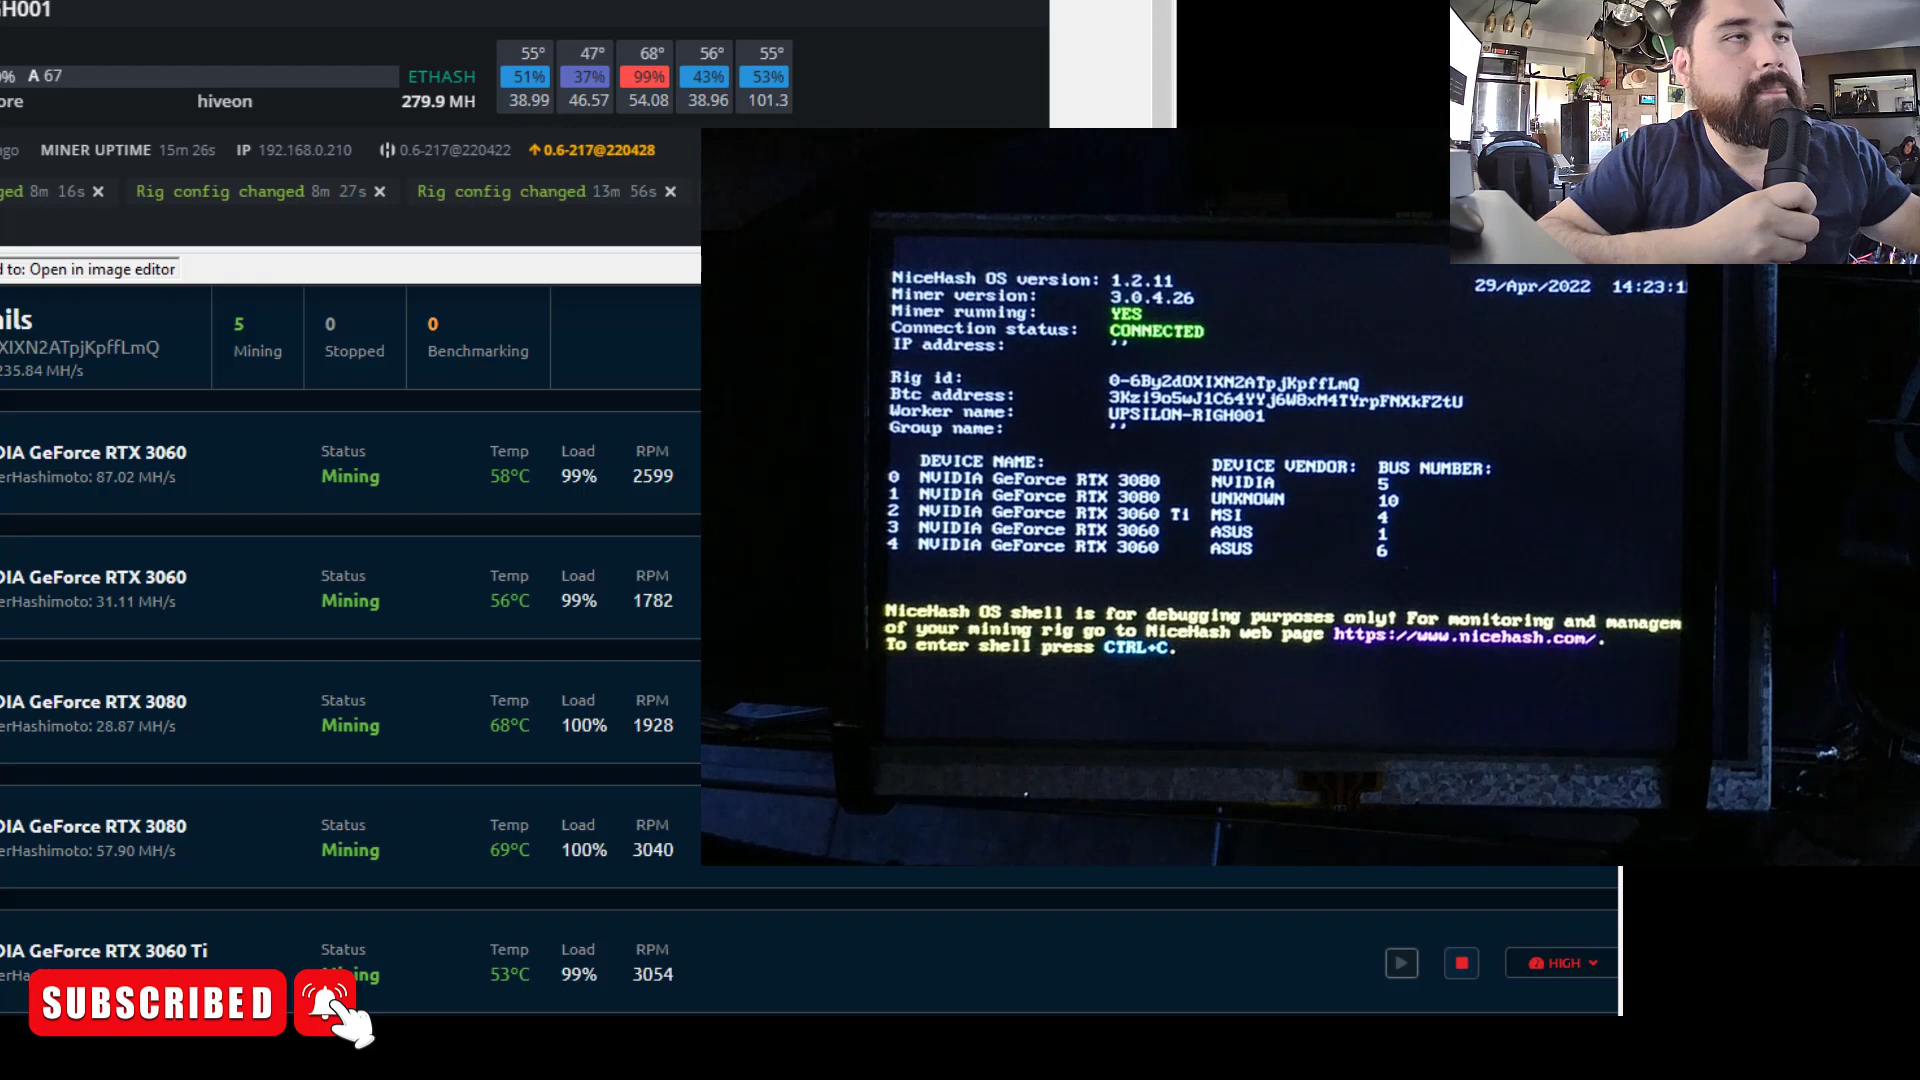 GH001
0% A 67
ore hiveon
ETHASH
279.9 MH
55° 47° 68° 56° 55°
51% 37% 99% 43% 53%
38.99 46.57 54.08 38.96 101.3
ago MINER UPTIME 15m 26s IP 192.168.0.210 0.6-217@220422 0.6-217@220428
ged 8m 16s × Rig config changed 8m 27s × Rig config changed 13m 56s ×
d to: Open in image editor
ails
XIXN2ATpjKpffLmQ
235.84 MH/s
5 Mining
0 Stopped
0 Benchmarking
DIA GeForce RTX 3060
erHashimoto: 87.02 MH/s
Status Temp Load RPM
Mining 58°C 99% 2599
DIA GeForce RTX 3060
erHashimoto: 31.11 MH/s
Status Temp Load RPM
Mining 56°C 99% 1782
DIA GeForce RTX 3080
erHashimoto: 28.87 MH/s
Status Temp Load RPM
Mining 68°C 100% 1928
DIA GeForce RTX 3080
erHashimoto: 57.90 MH/s
Status Temp Load RPM
Mining 69°C 100% 3040
DIA GeForce RTX 3060 Ti
erHa
Status Temp Load RPM
Mining 53°C 99% 3054
HIGH
SUBSCRIBED
NiceHash OS version: 1.2.11
29/Apr/2022 14:23:1
Miner version: 3.0.4.26
Miner running: YES
Connection status: CONNECTED
IP address: ''
Rig id: 0-6By2dOXIXN2ATpjKpffLmQ
Btc address: 3Kzi9o5wJ1C64YYj6W8xM4TYrpFNXkFZtU
Worker name: UPSILON-RIGH001
Group name: ''
DEVICE NAME: DEVICE VENDOR: BUS NUMBER:
0 NVIDIA GeForce RTX 3080 NVIDIA 5
1 NVIDIA GeForce RTX 3080 UNKNOWN 10
2 NVIDIA GeForce RTX 3060 Ti MSI 4
3 NVIDIA GeForce RTX 3060 ASUS 1
4 NVIDIA GeForce RTX 3060 ASUS 6
NiceHash OS shell is for debugging purposes only! For monitoring and managem
of your mining rig go to NiceHash web page https://www.nicehash.com/.
To enter shell press CTRL+C.